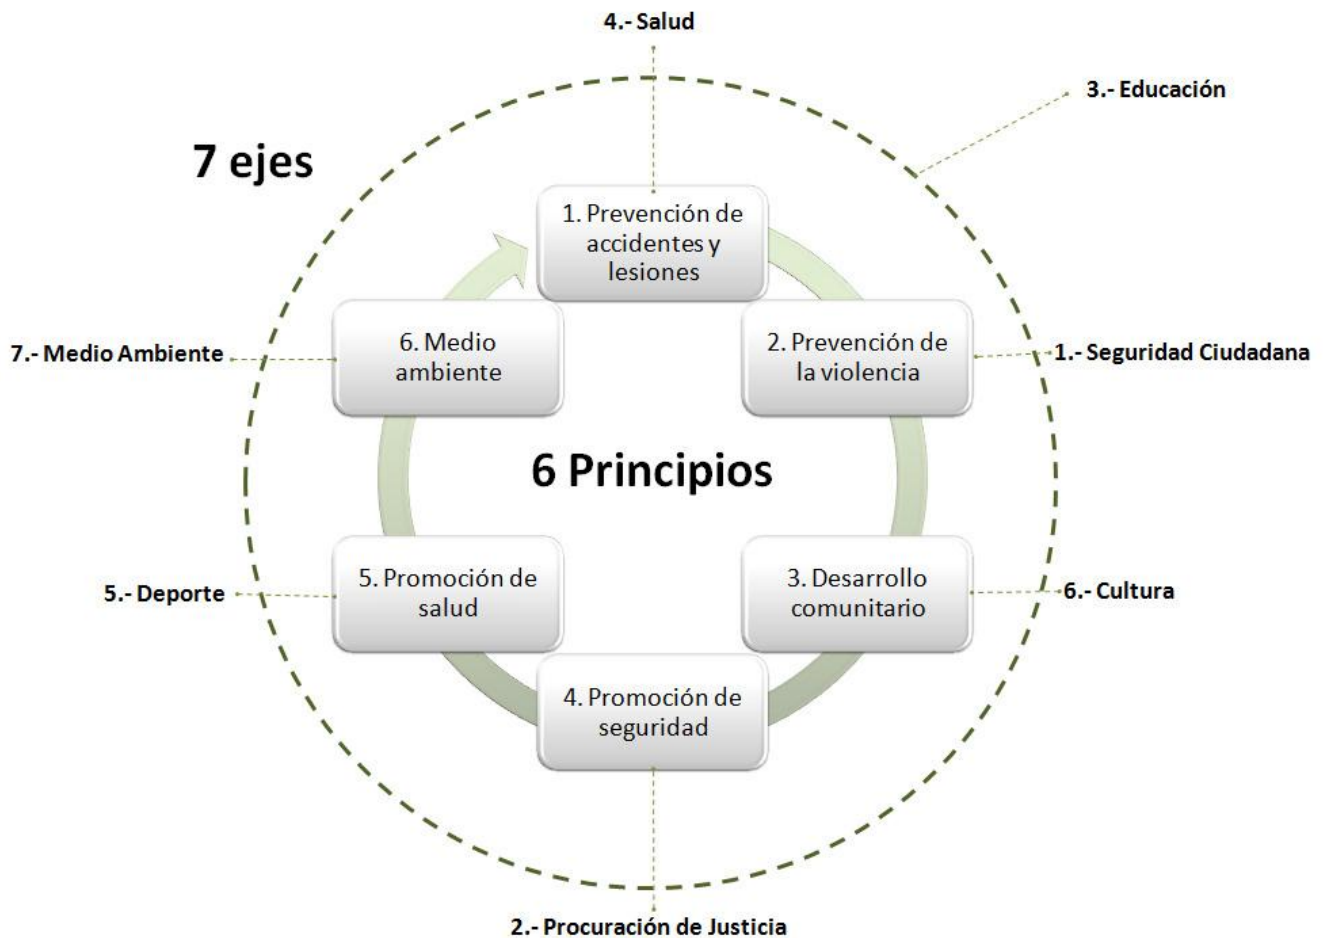 4.- Salud
3.- Educación
7 ejes
1. Prevención de
accidentes y
lesiones
6. Medio
ambiente
2. Prevención de
la violencia
7.- Medio Ambiente
1.- Seguridad Ciudadana
6 Principios
5. Promoción de
salud
3. Desarrollo
comunitario
5.- Deporte
6.- Cultura
4. Promoción de
seguridad
2.- Procuración de Justicia